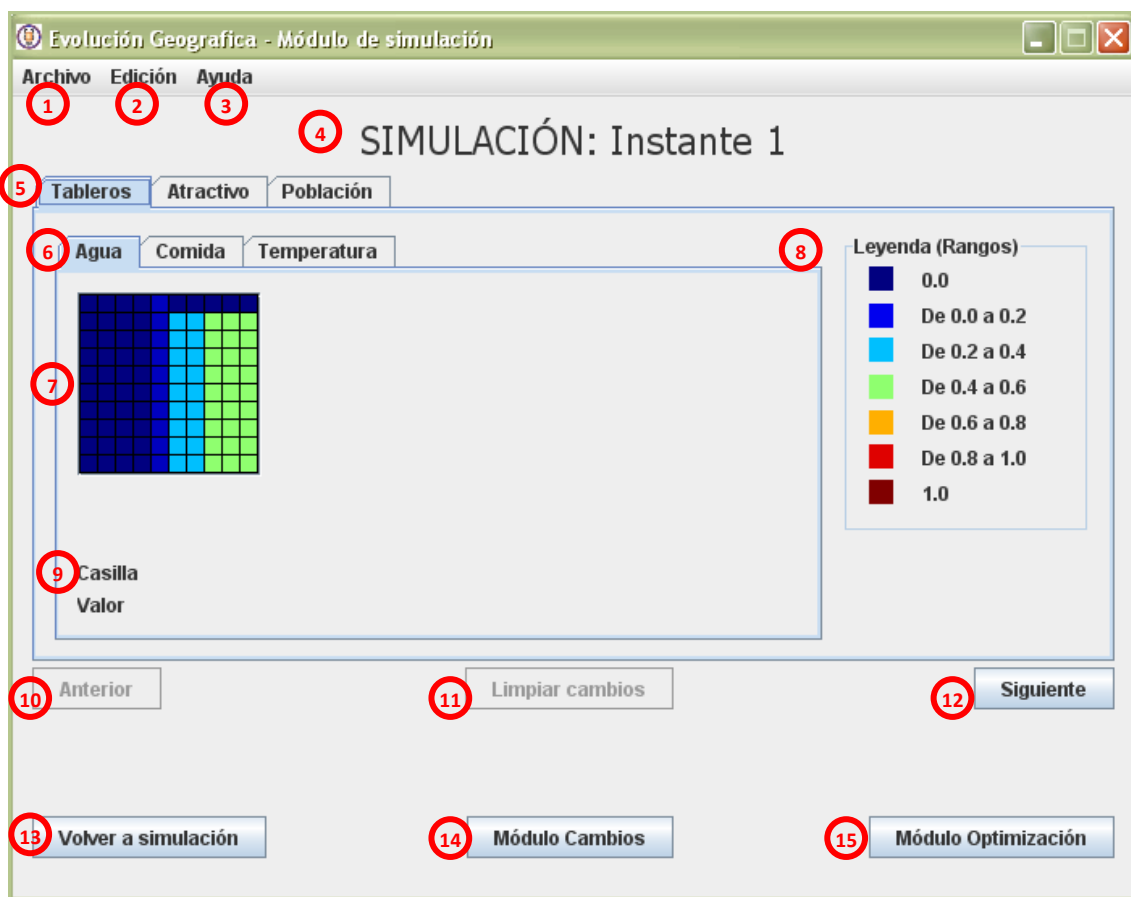 Evolución Geografica - Módulo de simulación
Archivo Edición Ayuda
1 2 3
4 SIMULACIÓN: Instante 1
5 Tableros Atractivo Población
6 Agua Comida Temperatura
8 Leyenda (Rangos)
0.0
De 0.0 a 0.2
De 0.2 a 0.4
7 De 0.4 a 0.6
De 0.6 a 0.8
De 0.8 a 1.0
1.0
9 Casilla
Valor
10 Anterior 11 Limpiar cambios 12 Siguiente
13 Volver a simulación 14 Módulo Cambios 15 Módulo Optimización